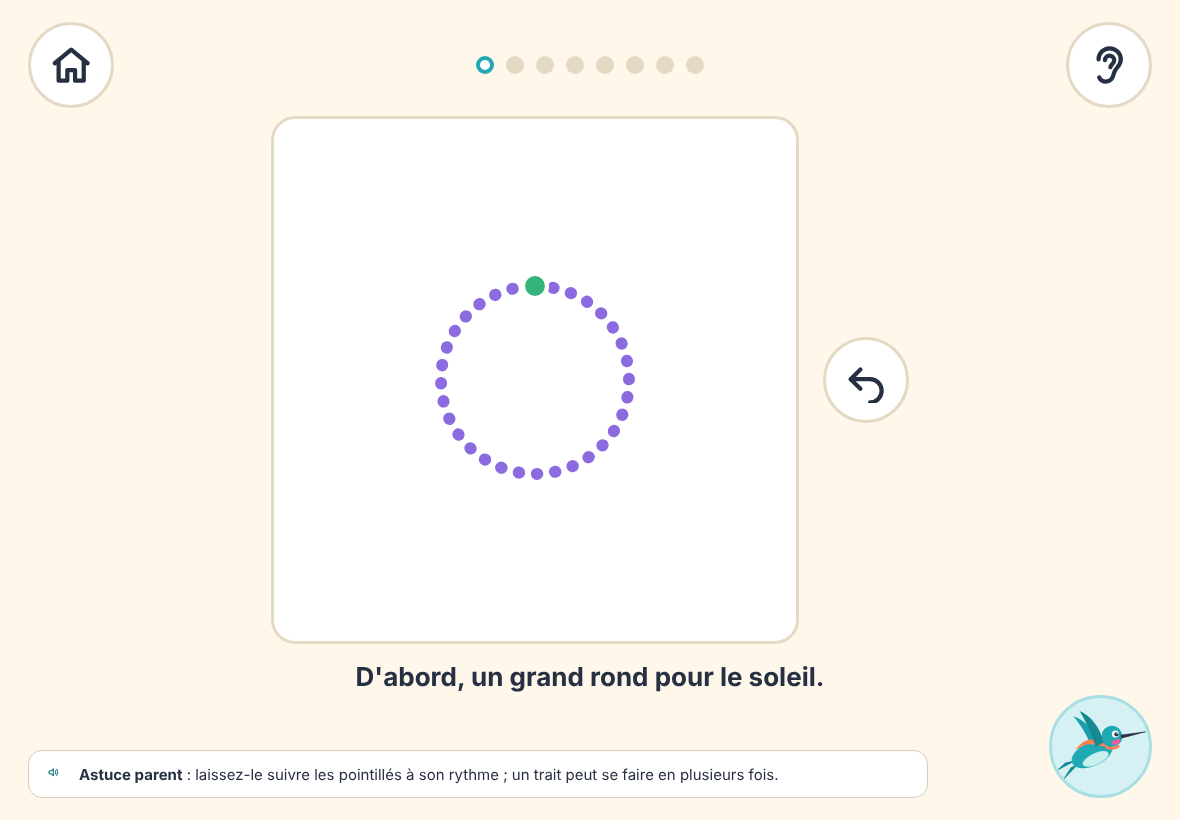 D'abord, un grand rond pour le soleil.
Astuce parent : laissez-le suivre les pointillés à son rythme ; un trait peut se faire en plusieurs fois.